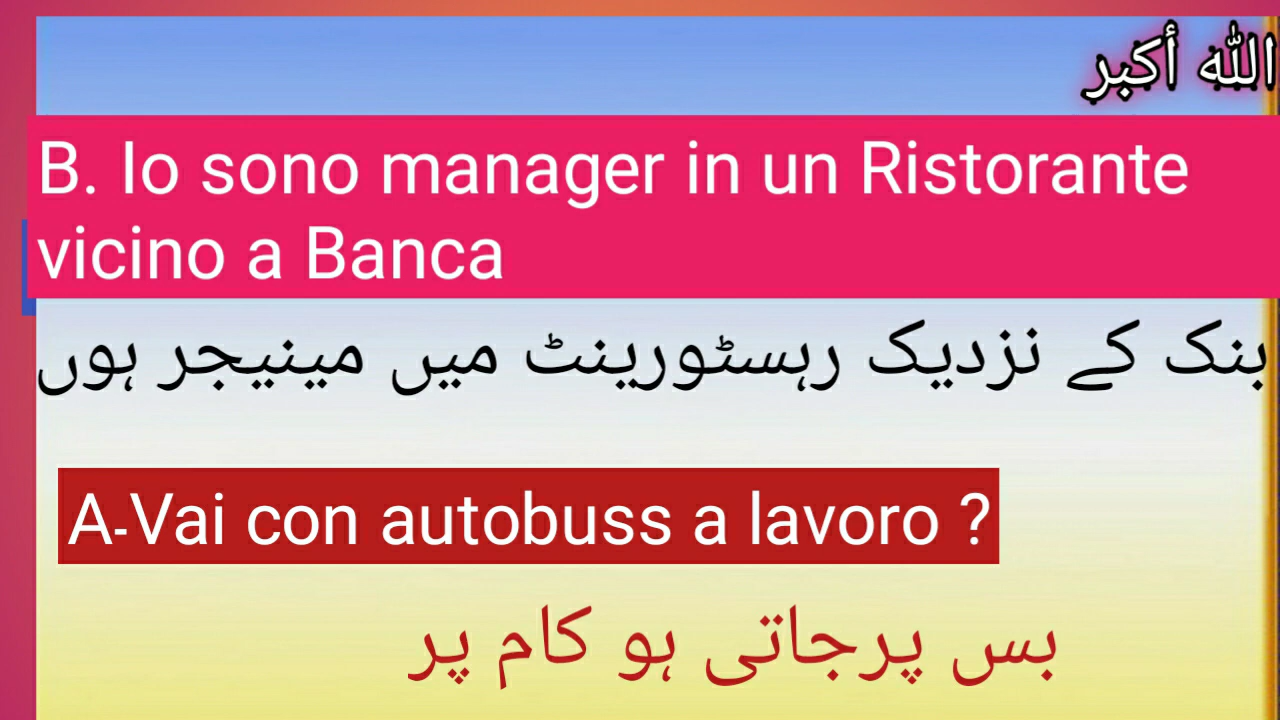 الله أكبر
B. Io sono manager in un Ristorante
vicino a Banca
بنک کے نزدیک رہسٹورینٹ میں مینیجر ہوں
A-Vai con autobuss a lavoro ?
بس پرجاتی ہو کام پر